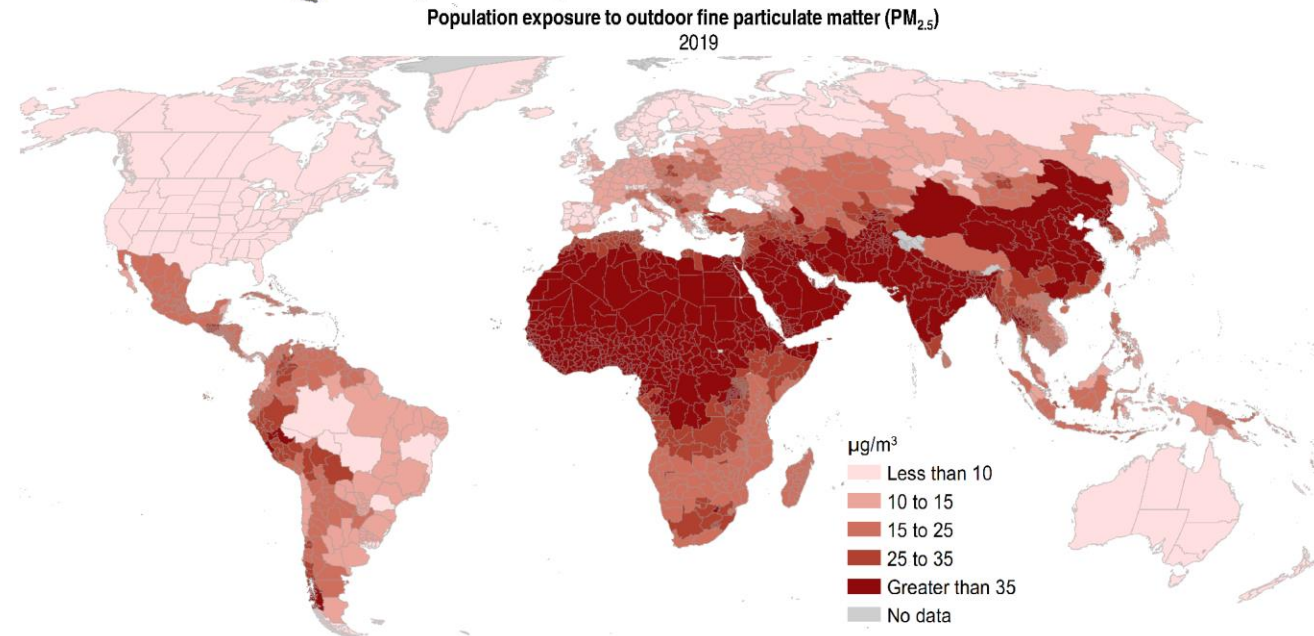 Population exposure to outdoor fine particulate matter (PM2.5)
2019
µg/m³
Less than 10
10 to 15
15 to 25
25 to 35
Greater than 35
No data